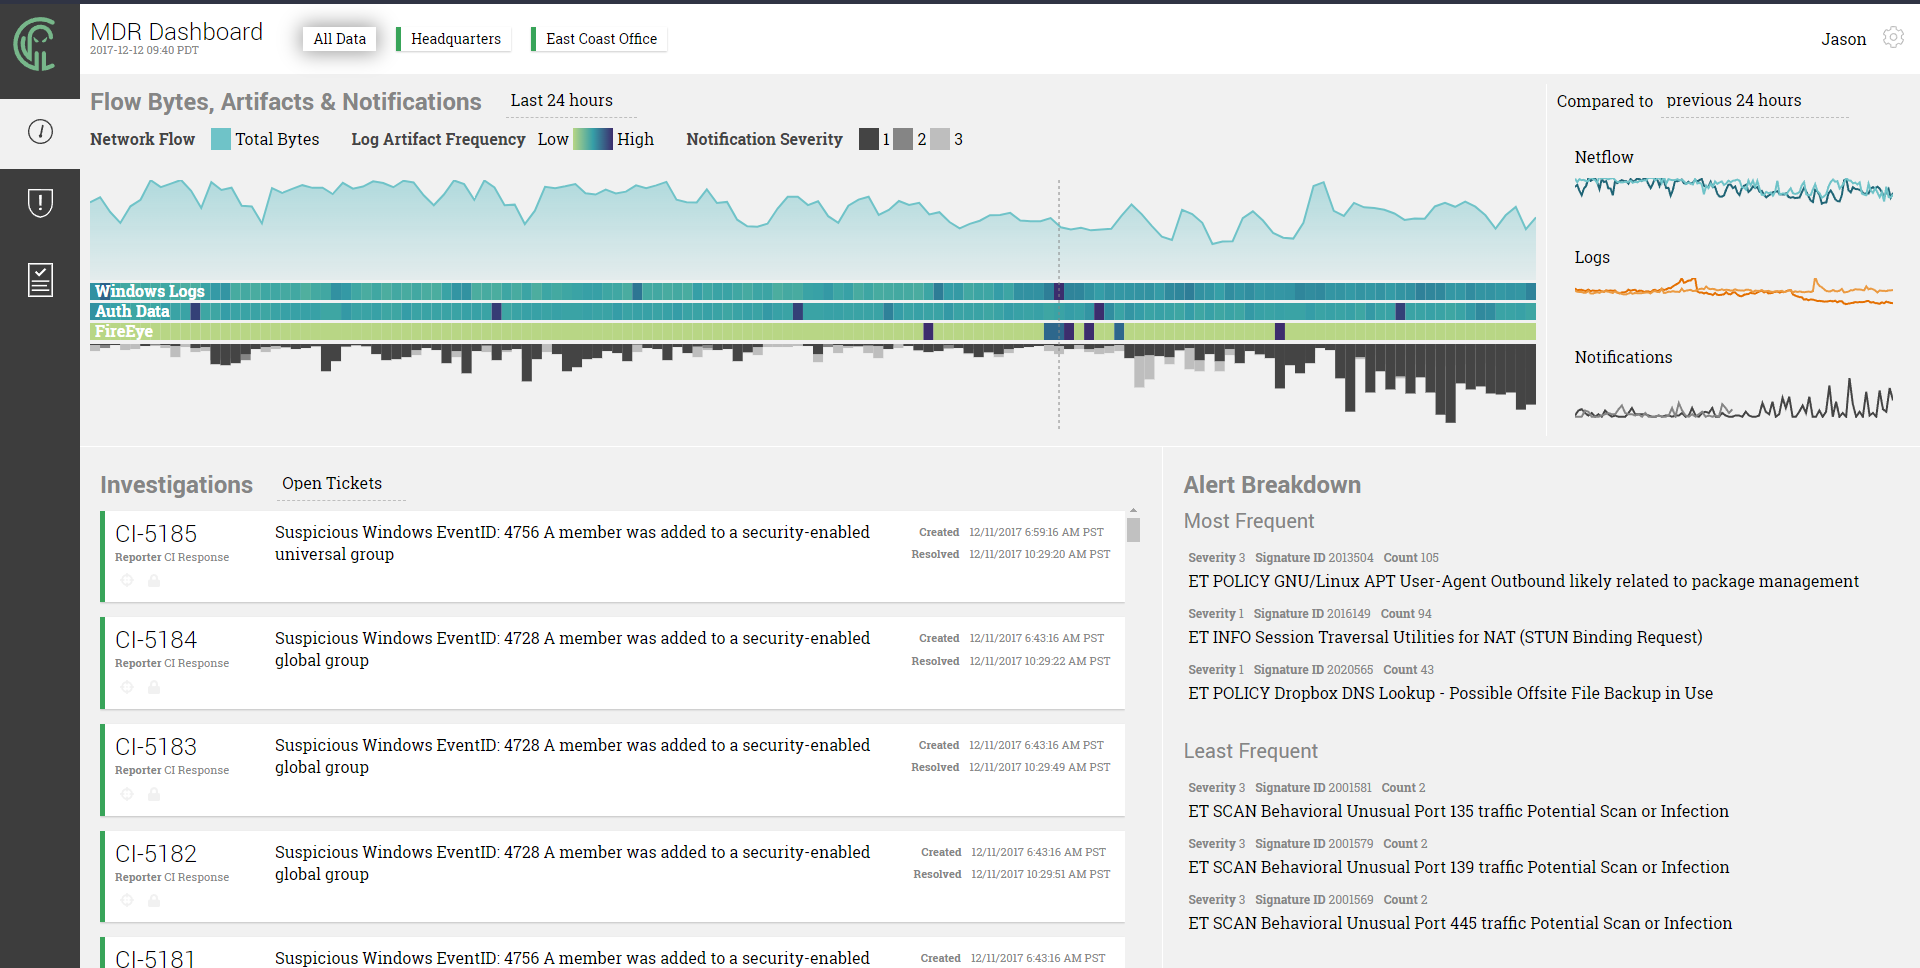 MDR Dashboard
2017-12-12 09:40 PDT
All Data
Headquarters
East Coast Office
Jason
Flow Bytes, Artifacts & Notifications
Last 24 hours
Compared to
previous 24 hours
Network Flow
Total Bytes
Log Artifact Frequency
Low
High
Notification Severity
1
2
3
Netflow
Logs
Notifications
Windows Logs
Auth Data
FireEye
Investigations
Open Tickets
CI-5185
Reporter CI Response
Suspicious Windows EventID: 4756 A member was added to a security-enabled
universal group
Created 12/11/2017 6:59:16 AM PST
Resolved 12/11/2017 10:29:20 AM PST
CI-5184
Reporter CI Response
Suspicious Windows EventID: 4728 A member was added to a security-enabled
global group
Created 12/11/2017 6:43:16 AM PST
Resolved 12/11/2017 10:29:22 AM PST
CI-5183
Reporter CI Response
Suspicious Windows EventID: 4728 A member was added to a security-enabled
global group
Created 12/11/2017 6:43:16 AM PST
Resolved 12/11/2017 10:29:49 AM PST
CI-5182
Reporter CI Response
Suspicious Windows EventID: 4728 A member was added to a security-enabled
global group
Created 12/11/2017 6:43:16 AM PST
Resolved 12/11/2017 10:29:51 AM PST
CI-5181
Suspicious Windows EventID: 4756 A member was added to a security-enabled
Created 12/11/2017 6:43:16 AM PST
Alert Breakdown
Most Frequent
Severity 3 Signature ID 2013504 Count 105
ET POLICY GNU/Linux APT User-Agent Outbound likely related to package management
Severity 1 Signature ID 2016149 Count 94
ET INFO Session Traversal Utilities for NAT (STUN Binding Request)
Severity 1 Signature ID 2020565 Count 43
ET POLICY Dropbox DNS Lookup - Possible Offsite File Backup in Use
Least Frequent
Severity 3 Signature ID 2001581 Count 2
ET SCAN Behavioral Unusual Port 135 traffic Potential Scan or Infection
Severity 3 Signature ID 2001579 Count 2
ET SCAN Behavioral Unusual Port 139 traffic Potential Scan or Infection
Severity 3 Signature ID 2001569 Count 2
ET SCAN Behavioral Unusual Port 445 traffic Potential Scan or Infection